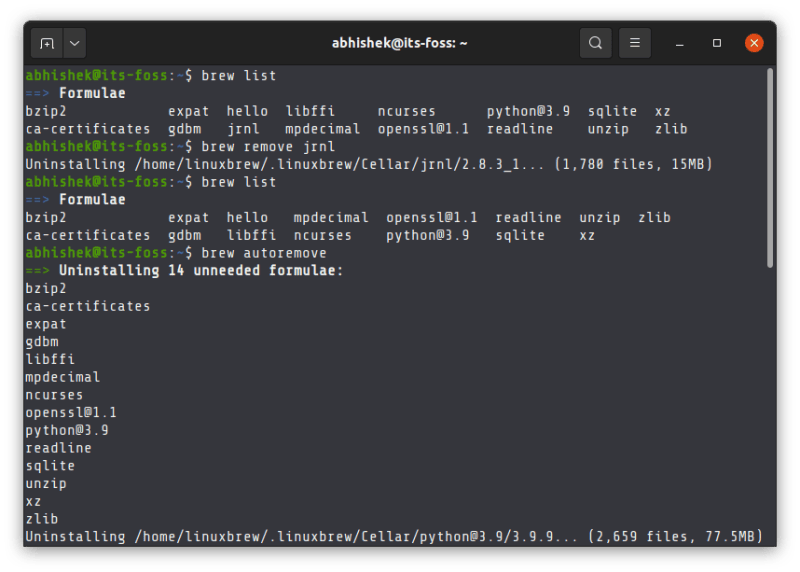 abhishek@its-foss: ~
abhishek@its-foss:~$ brew list
==> Formulae
bzip2 expat hello libffi ncurses python@3.9 sqlite xz
ca-certificates gdbm jrnl mpdecimal openssl@1.1 readline unzip zlib
abhishek@its-foss:~$ brew remove jrnl
Uninstalling /home/linuxbrew/.linuxbrew/Cellar/jrnl/2.8.3_1... (1,780 files, 15MB)
abhishek@its-foss:~$ brew list
==> Formulae
bzip2 expat hello mpdecimal openssl@1.1 readline unzip zlib
ca-certificates gdbm libffi ncurses python@3.9 sqlite xz
abhishek@its-foss:~$ brew autoremove
==> Uninstalling 14 unneeded formulae:
bzip2
ca-certificates
expat
gdbm
libffi
mpdecimal
ncurses
openssl@1.1
python@3.9
readline
sqlite
unzip
xz
zlib
Uninstalling /home/linuxbrew/.linuxbrew/Cellar/python@3.9/3.9.9... (2,659 files, 77.5MB)